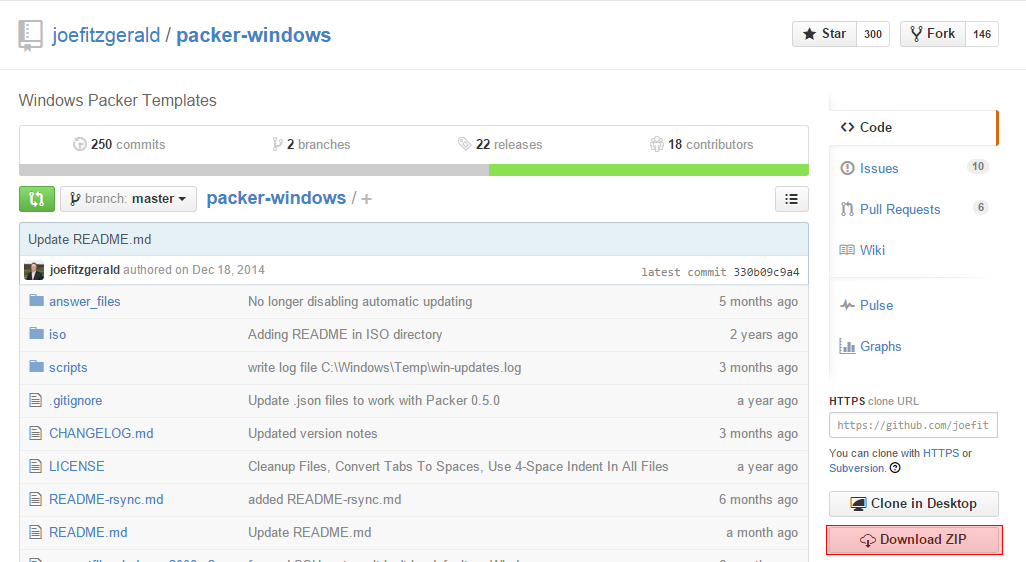 joefitzgerald / packer-windows
Star 300 Fork 146
Windows Packer Templates
250 commits 2 branches 22 releases 18 contributors
branch: master packer-windows / +
Update README.md
joefitzgerald authored on Dec 18, 2014 latest commit 330b09c9a4
answer_files No longer disabling automatic updating 5 months ago
iso Adding README in ISO directory 2 years ago
scripts write log file C:\Windows\Temp\win-updates.log 3 months ago
.gitignore Update .json files to work with Packer 0.5.0 a year ago
CHANGELOG.md Updated version notes 3 months ago
LICENSE Cleanup Files, Convert Tabs To Spaces, Use 4-Space Indent In All Files a year ago
README-rsync.md added README-rsync.md 6 months ago
README.md Update README.md a month ago
Code
Issues 10
Pull Requests 6
Wiki
Pulse
Graphs
HTTPS clone URL
https://github.com/joefit
You can clone with HTTPS or
Subversion.
Clone in Desktop
Download ZIP